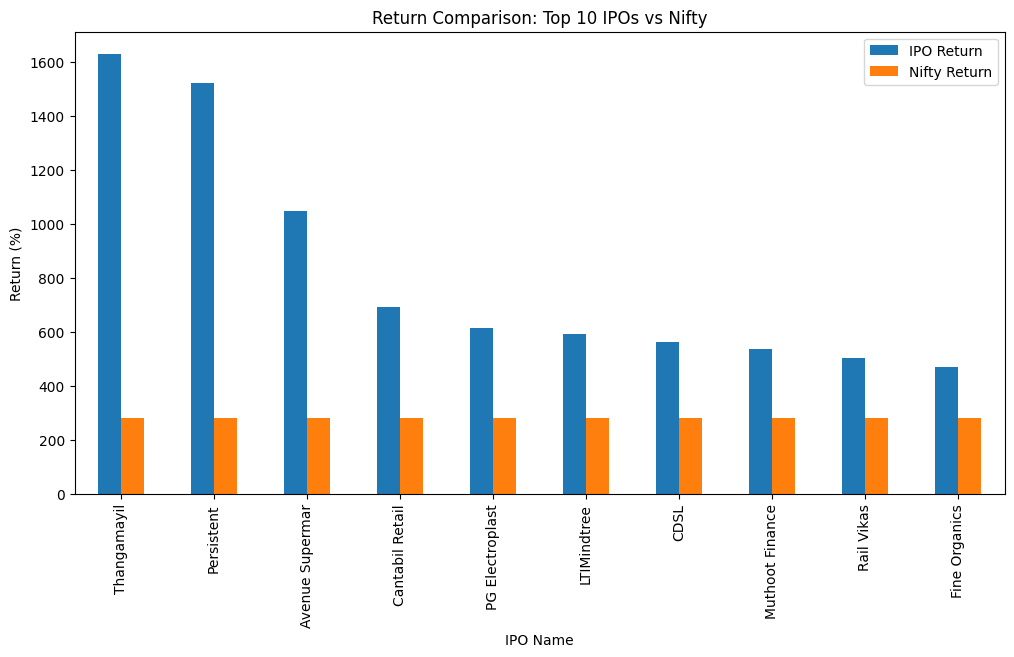 Return Comparison: Top 10 IPOs vs Nifty
IPO Return
Nifty Return
Return (%)
1600
1400
1200
1000
800
600
400
200
0
Thangamayil
Persistent
Avenue Supermar
Cantabil Retail
PG Electroplast
LTIMindtree
CDSL
Muthoot Finance
Rail Vikas
Fine Organics
IPO Name